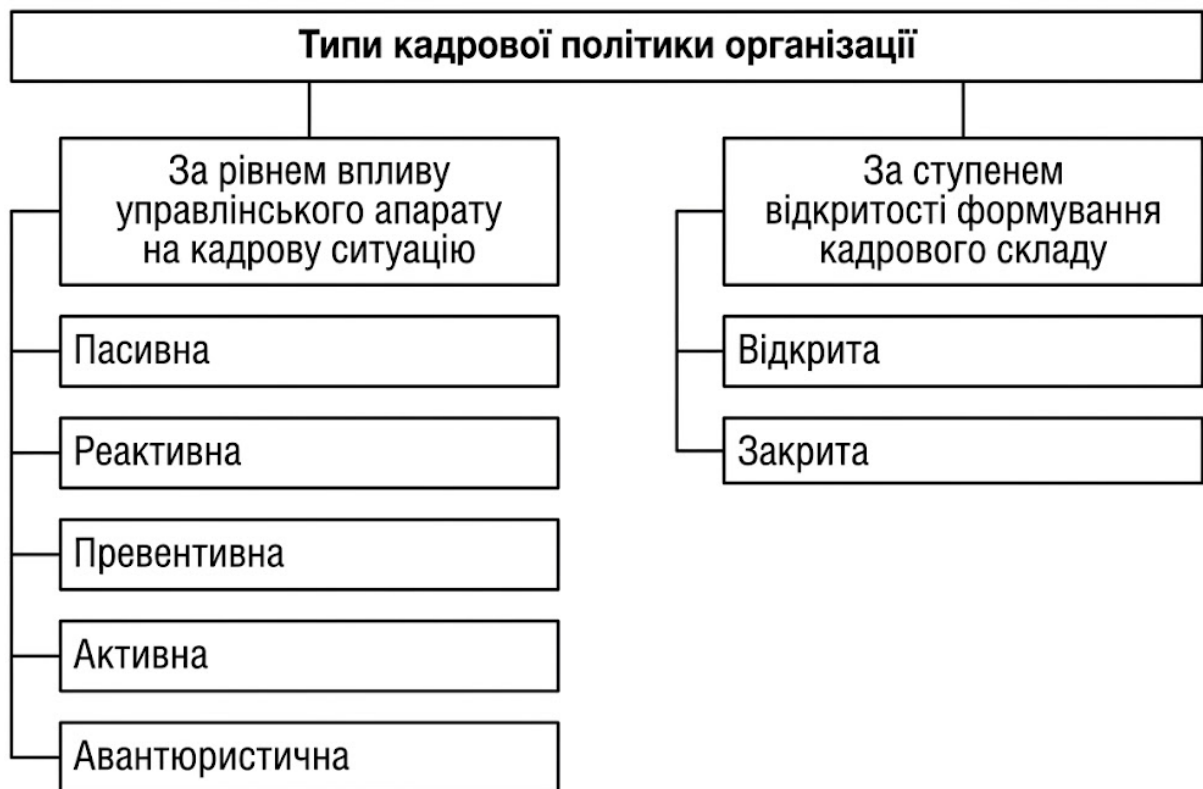 Типи кадрової політики організації
За рівнем впливу
управлінського апарату
на кадрову ситуацію
Пасивна
Реактивна
Превентивна
Активна
Авантюристична
За ступенем
відкритості формування
кадрового складу
Відкрита
Закрита